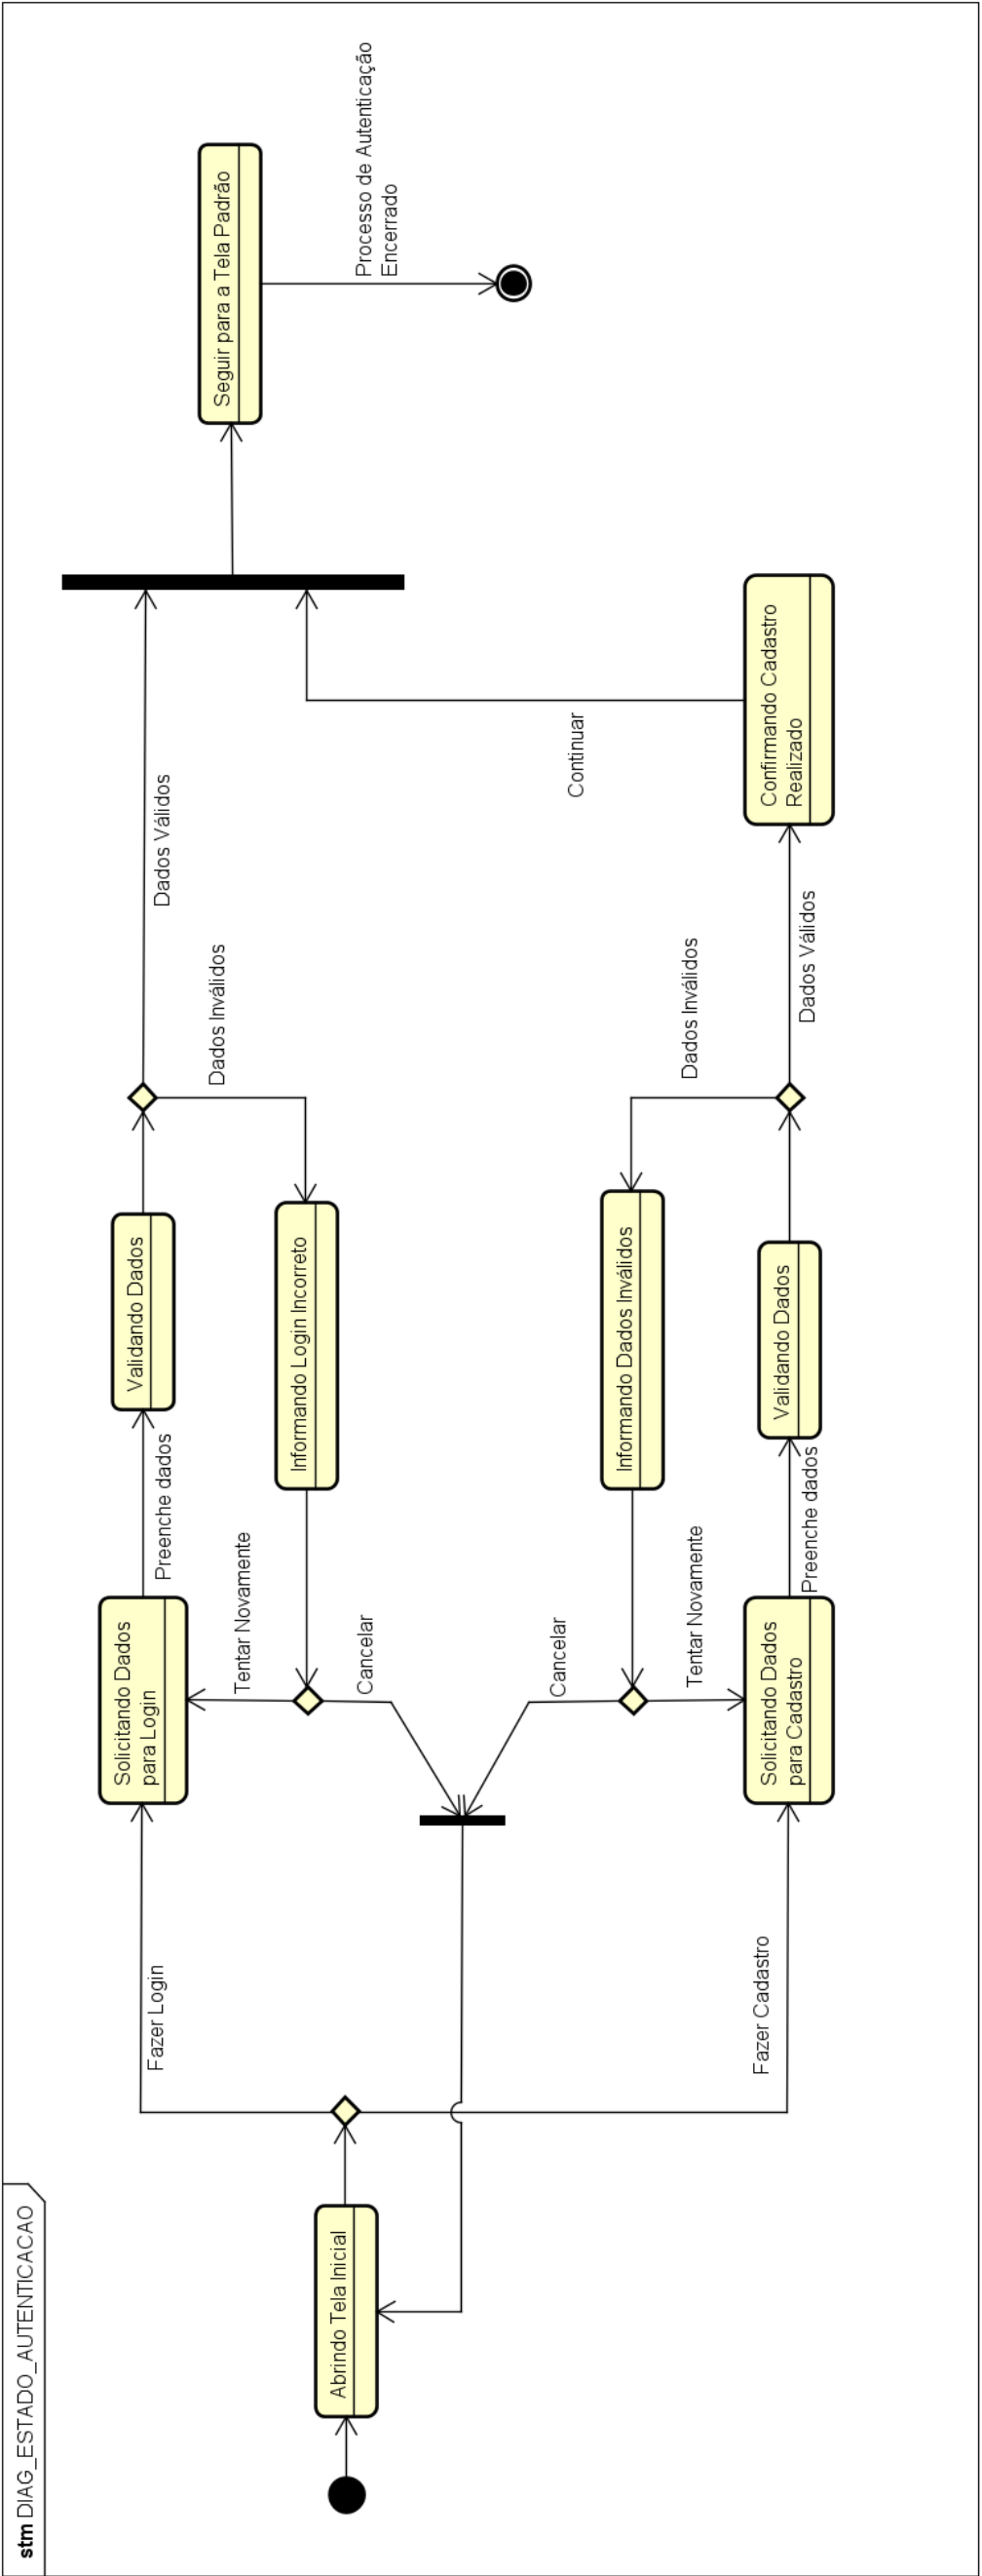 stm DIAG_ESTADO_AUTENTICACAO
Abrindo Tela Inicial
Fazer Login
Fazer Cadastro
Solicitando Dados
para Login
Preenche dados
Validando Dados
Tentar Novamente
Cancelar
Informando Login Incorreto
Dados Inválidos
Dados Válidos
Cancelar
Tentar Novamente
Informando Dados Inválidos
Dados Inválidos
Solicitando Dados
para Cadastro
Preenche dados
Validando Dados
Dados Válidos
Confirmando Cadastro
Realizado
Continuar
Seguir para a Tela Padrão
Processo de Autenticação
Encerrado